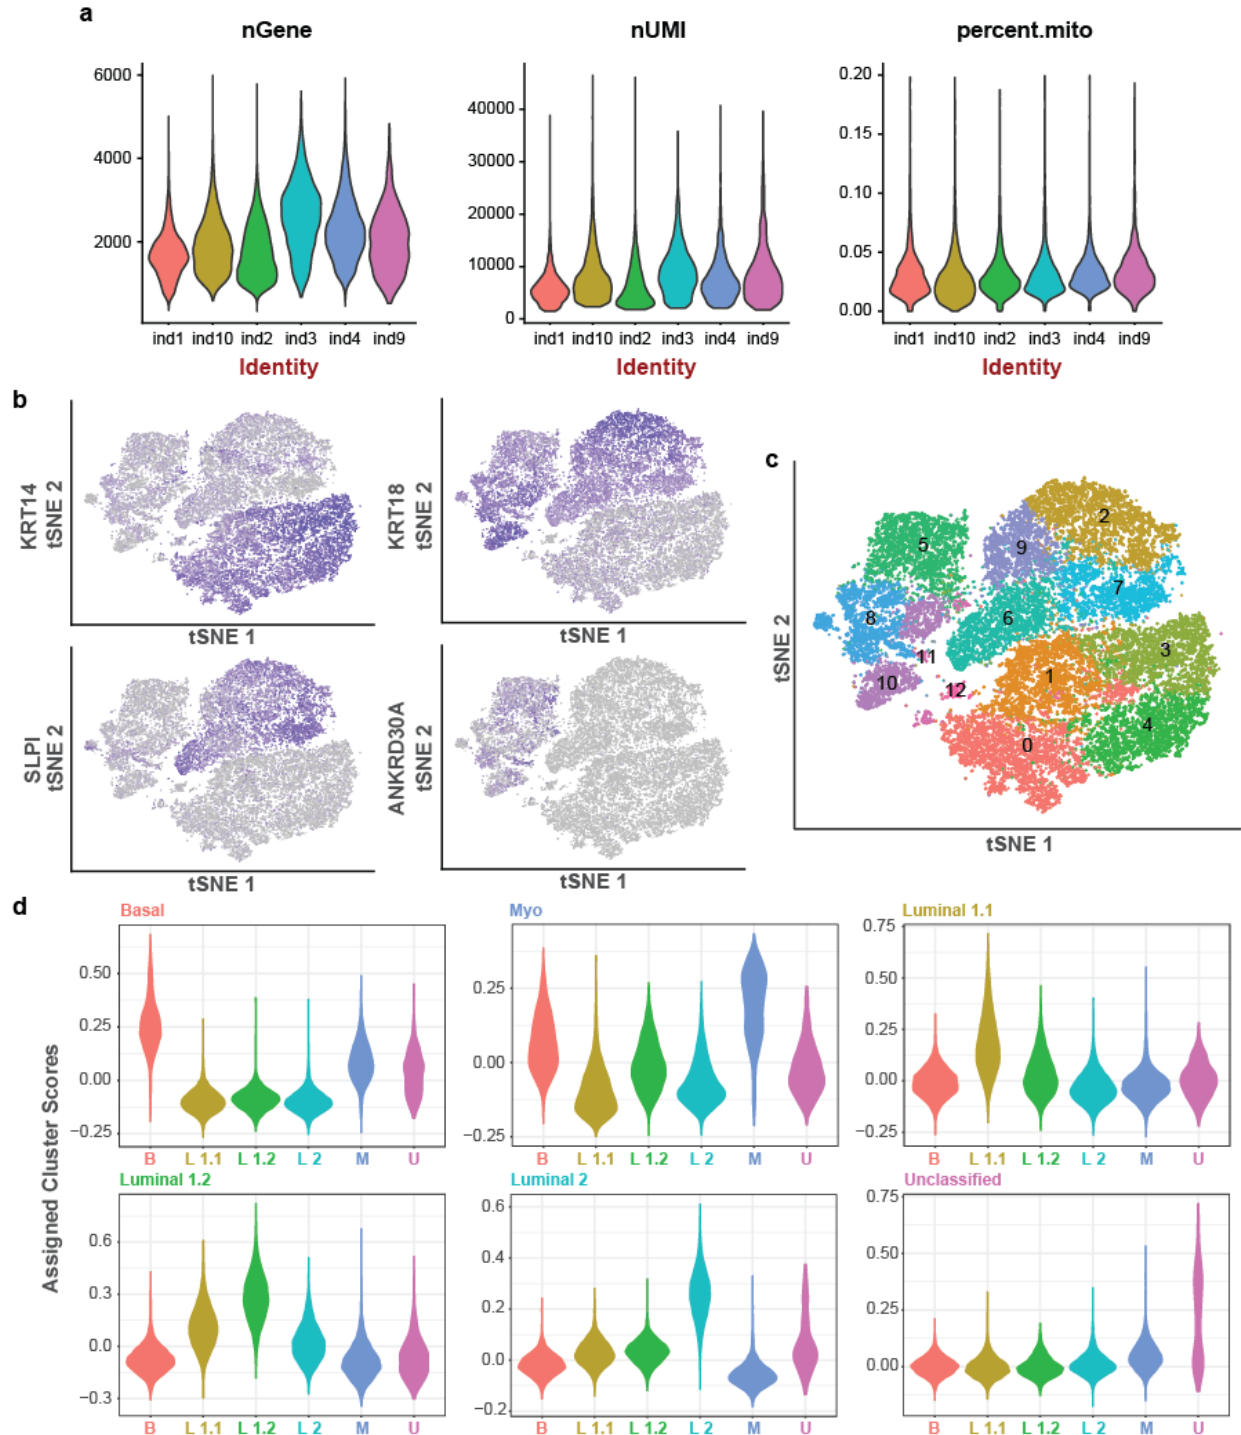 a
nGene
nUMI
percent.mito
6000
4000
2000
40000
30000
20000
10000
0
0.20
0.15
0.10
0.05
0.00
ind1 ind10 ind2 ind3 ind4 ind9
ind1 ind10 ind2 ind3 ind4 ind9
ind1 ind10 ind2 ind3 ind4 ind9
Identity
Identity
Identity
b
KRT14
tSNE 2
tSNE 1
KRT18
tSNE 2
tSNE 1
SLPI
tSNE 2
tSNE 1
ANKRD30A
tSNE 2
tSNE 1
c
tSNE 2
2
5
9
7
8
6
3
11
1
10
12
4
0
tSNE 1
d
Assigned Cluster Scores
Basal
0.50
0.25
0.00
−0.25
B L 1.1 L 1.2 L 2 M U
Myo
0.25
0.00
−0.25
B L 1.1 L 1.2 L 2 M U
Luminal 1.1
0.75
0.50
0.25
0.00
−0.25
B L 1.1 L 1.2 L 2 M U
Luminal 1.2
0.6
0.3
0.0
−0.3
B L 1.1 L 1.2 L 2 M U
Luminal 2
0.6
0.4
0.2
0.0
−0.2
B L 1.1 L 1.2 L 2 M U
Unclassified
0.75
0.50
0.25
0.00
B L 1.1 L 1.2 L 2 M U